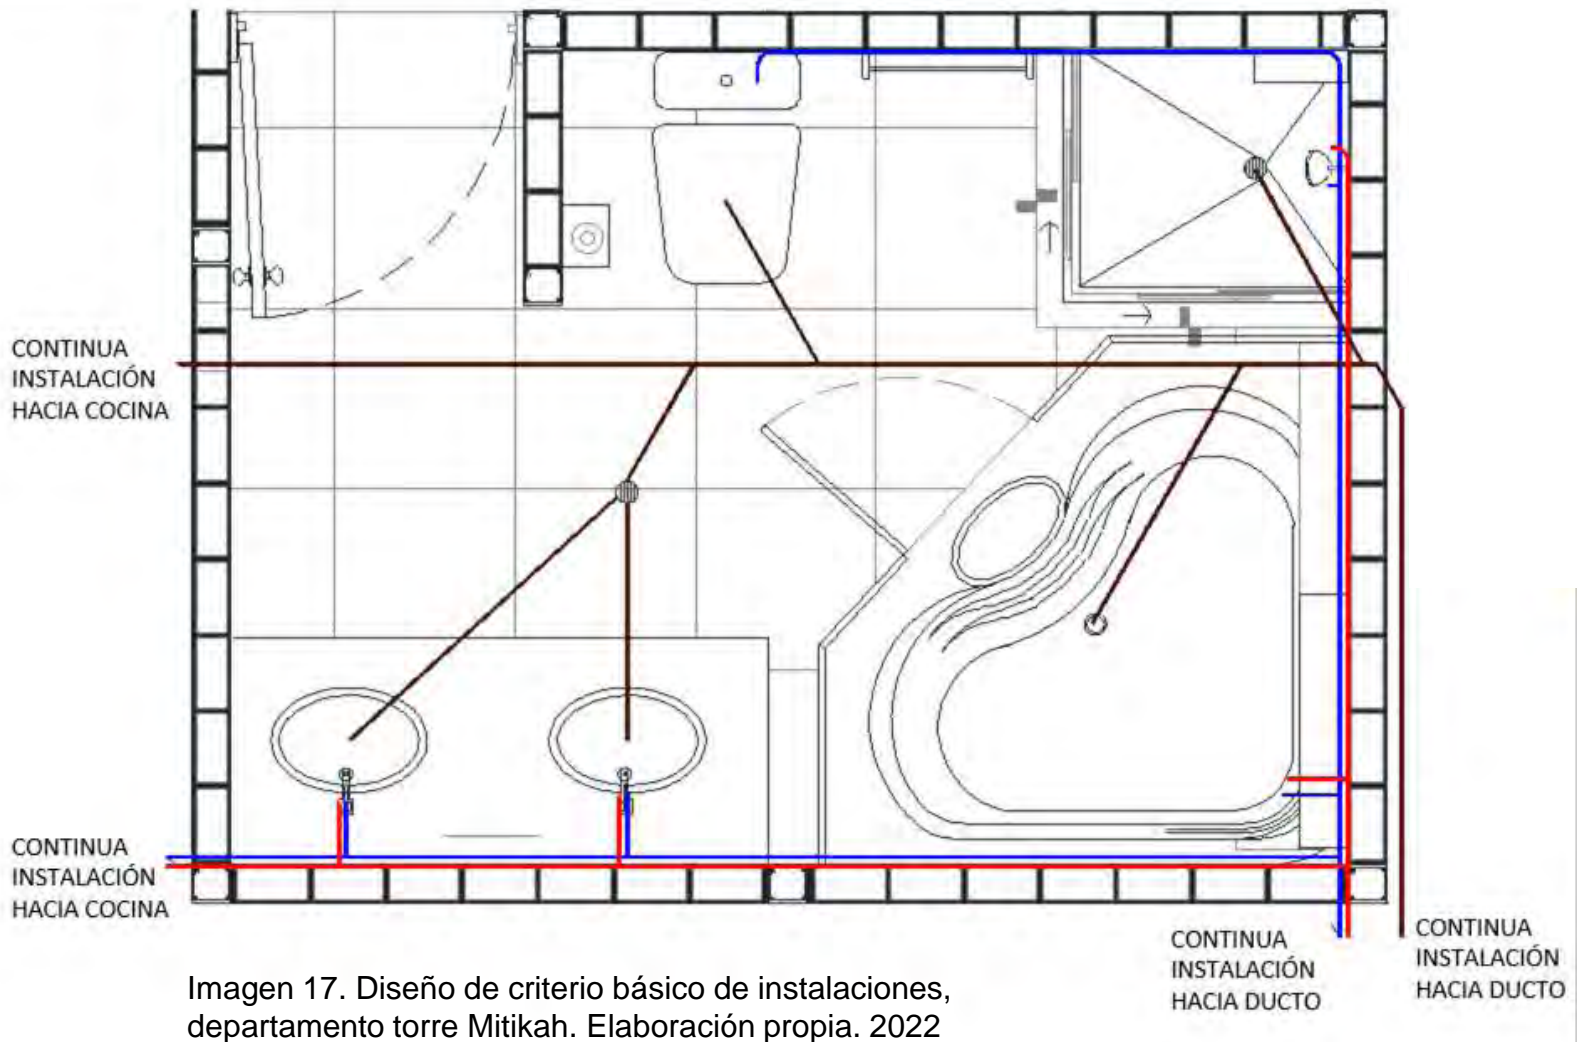 CONTINUA
INSTALACIÓN
HACIA COCINA
CONTINUA
INSTALACIÓN
HACIA COCINA
CONTINUA
INSTALACIÓN
HACIA DUCTO
CONTINUA
INSTALACIÓN
HACIA DUCTO
Imagen 17. Diseño de criterio básico de instalaciones,
departamento torre Mitikah. Elaboración propia. 2022